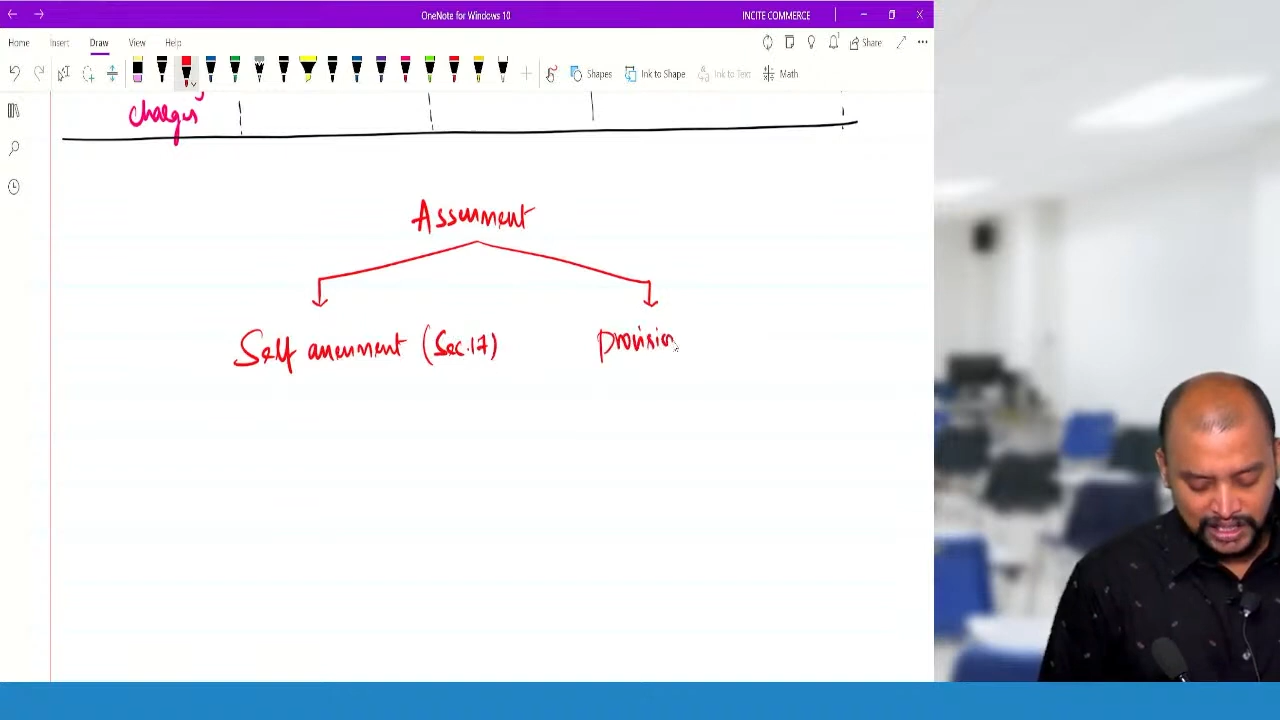 OneNote for Windows 10
INCITE COMMERCE
Home Insert Draw View Help
Share
Shapes Ink to Shape Ink to Text Math
charges
Assessment
Self assessment (Sec.17) Provision